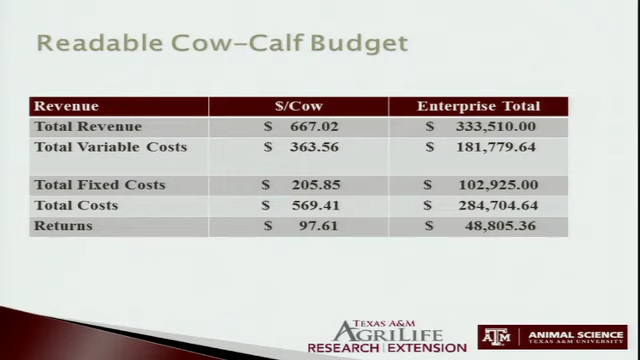 Readable Cow-Calf Budget
Revenue $/Cow Enterprise Total
Total Revenue $ 667.02 $ 333,510.00
Total Variable Costs $ 363.56 $ 181,779.64
Total Fixed Costs $ 205.85 $ 102,925.00
Total Costs $ 569.41 $ 284,704.64
Returns $ 97.61 $ 48,805.36
TEXAS A&M
AGRILIFE
RESEARCH | EXTENSION
ATM ANIMAL SCIENCE
TEXAS A&M UNIVERSITY